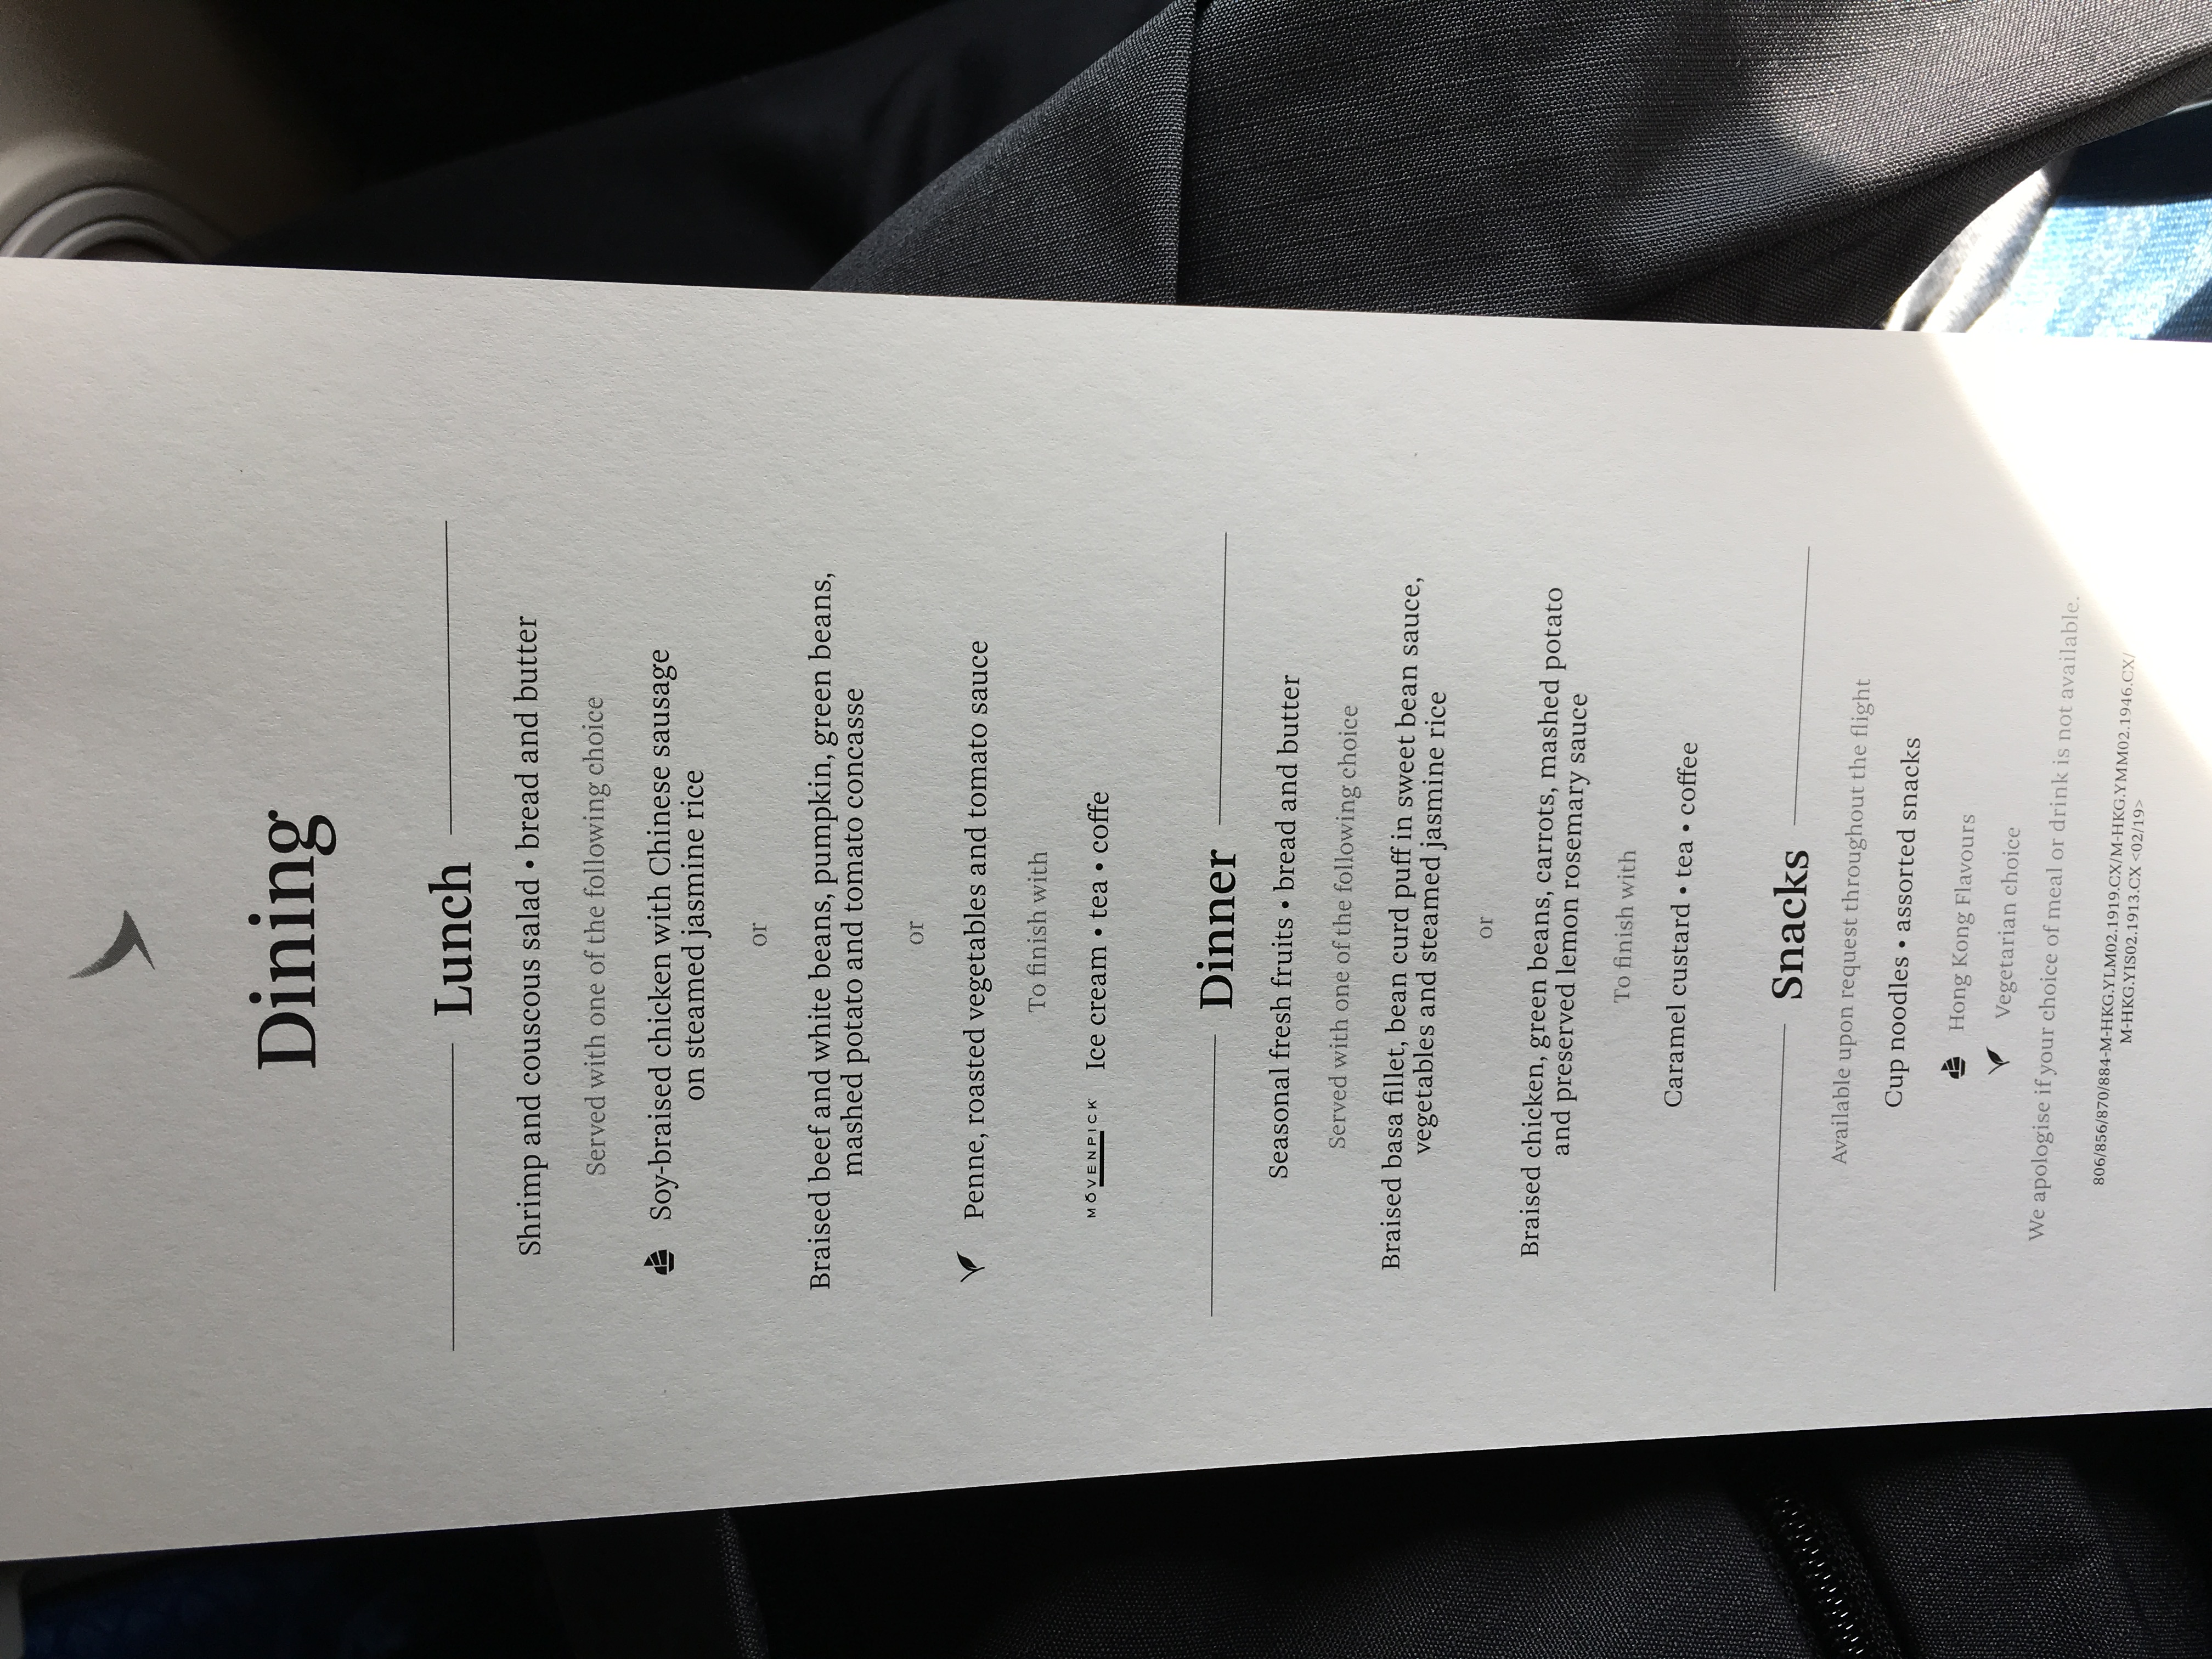 Dining
Lunch
Shrimp and couscous salad • bread and butter
Served with one of the following choice
Soy-braised chicken with Chinese sausage
on steamed jasmine rice
or
Braised beef and white beans, pumpkin, green beans,
mashed potato and tomato concasse
or
Penne, roasted vegetables and tomato sauce
To finish with
MÖVENPICK Ice cream • tea • coffe
Dinner
Seasonal fresh fruits • bread and butter
Served with one of the following choice
Braised basa fillet, bean curd puff in sweet bean sauce,
vegetables and steamed jasmine rice
or
Braised chicken, green beans, carrots, mashed potato
and preserved lemon rosemary sauce
To finish with
Caramel custard • tea • coffee
Snacks
Available upon request throughout the flight
Cup noodles • assorted snacks
Hong Kong Flavours
Vegetarian choice
We apologise if your choice of meal or drink is not available.
806/856/870/884-M-HKG.YLM02.1919.CX/M-HKG.YMM02.1946.CX/
M-HKG.YIS02.1913.CX <02/19>